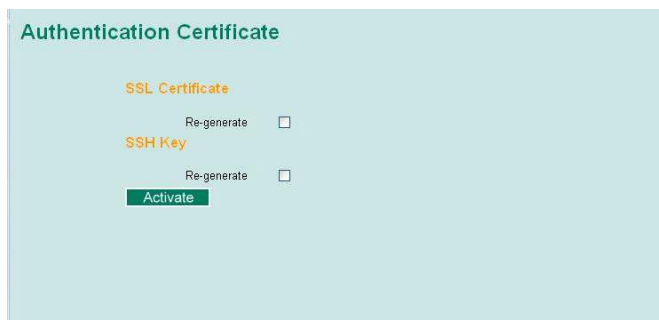 Authentication Certificate
SSL Certificate
Re-generate
SSH Key
Re-generate
Activate